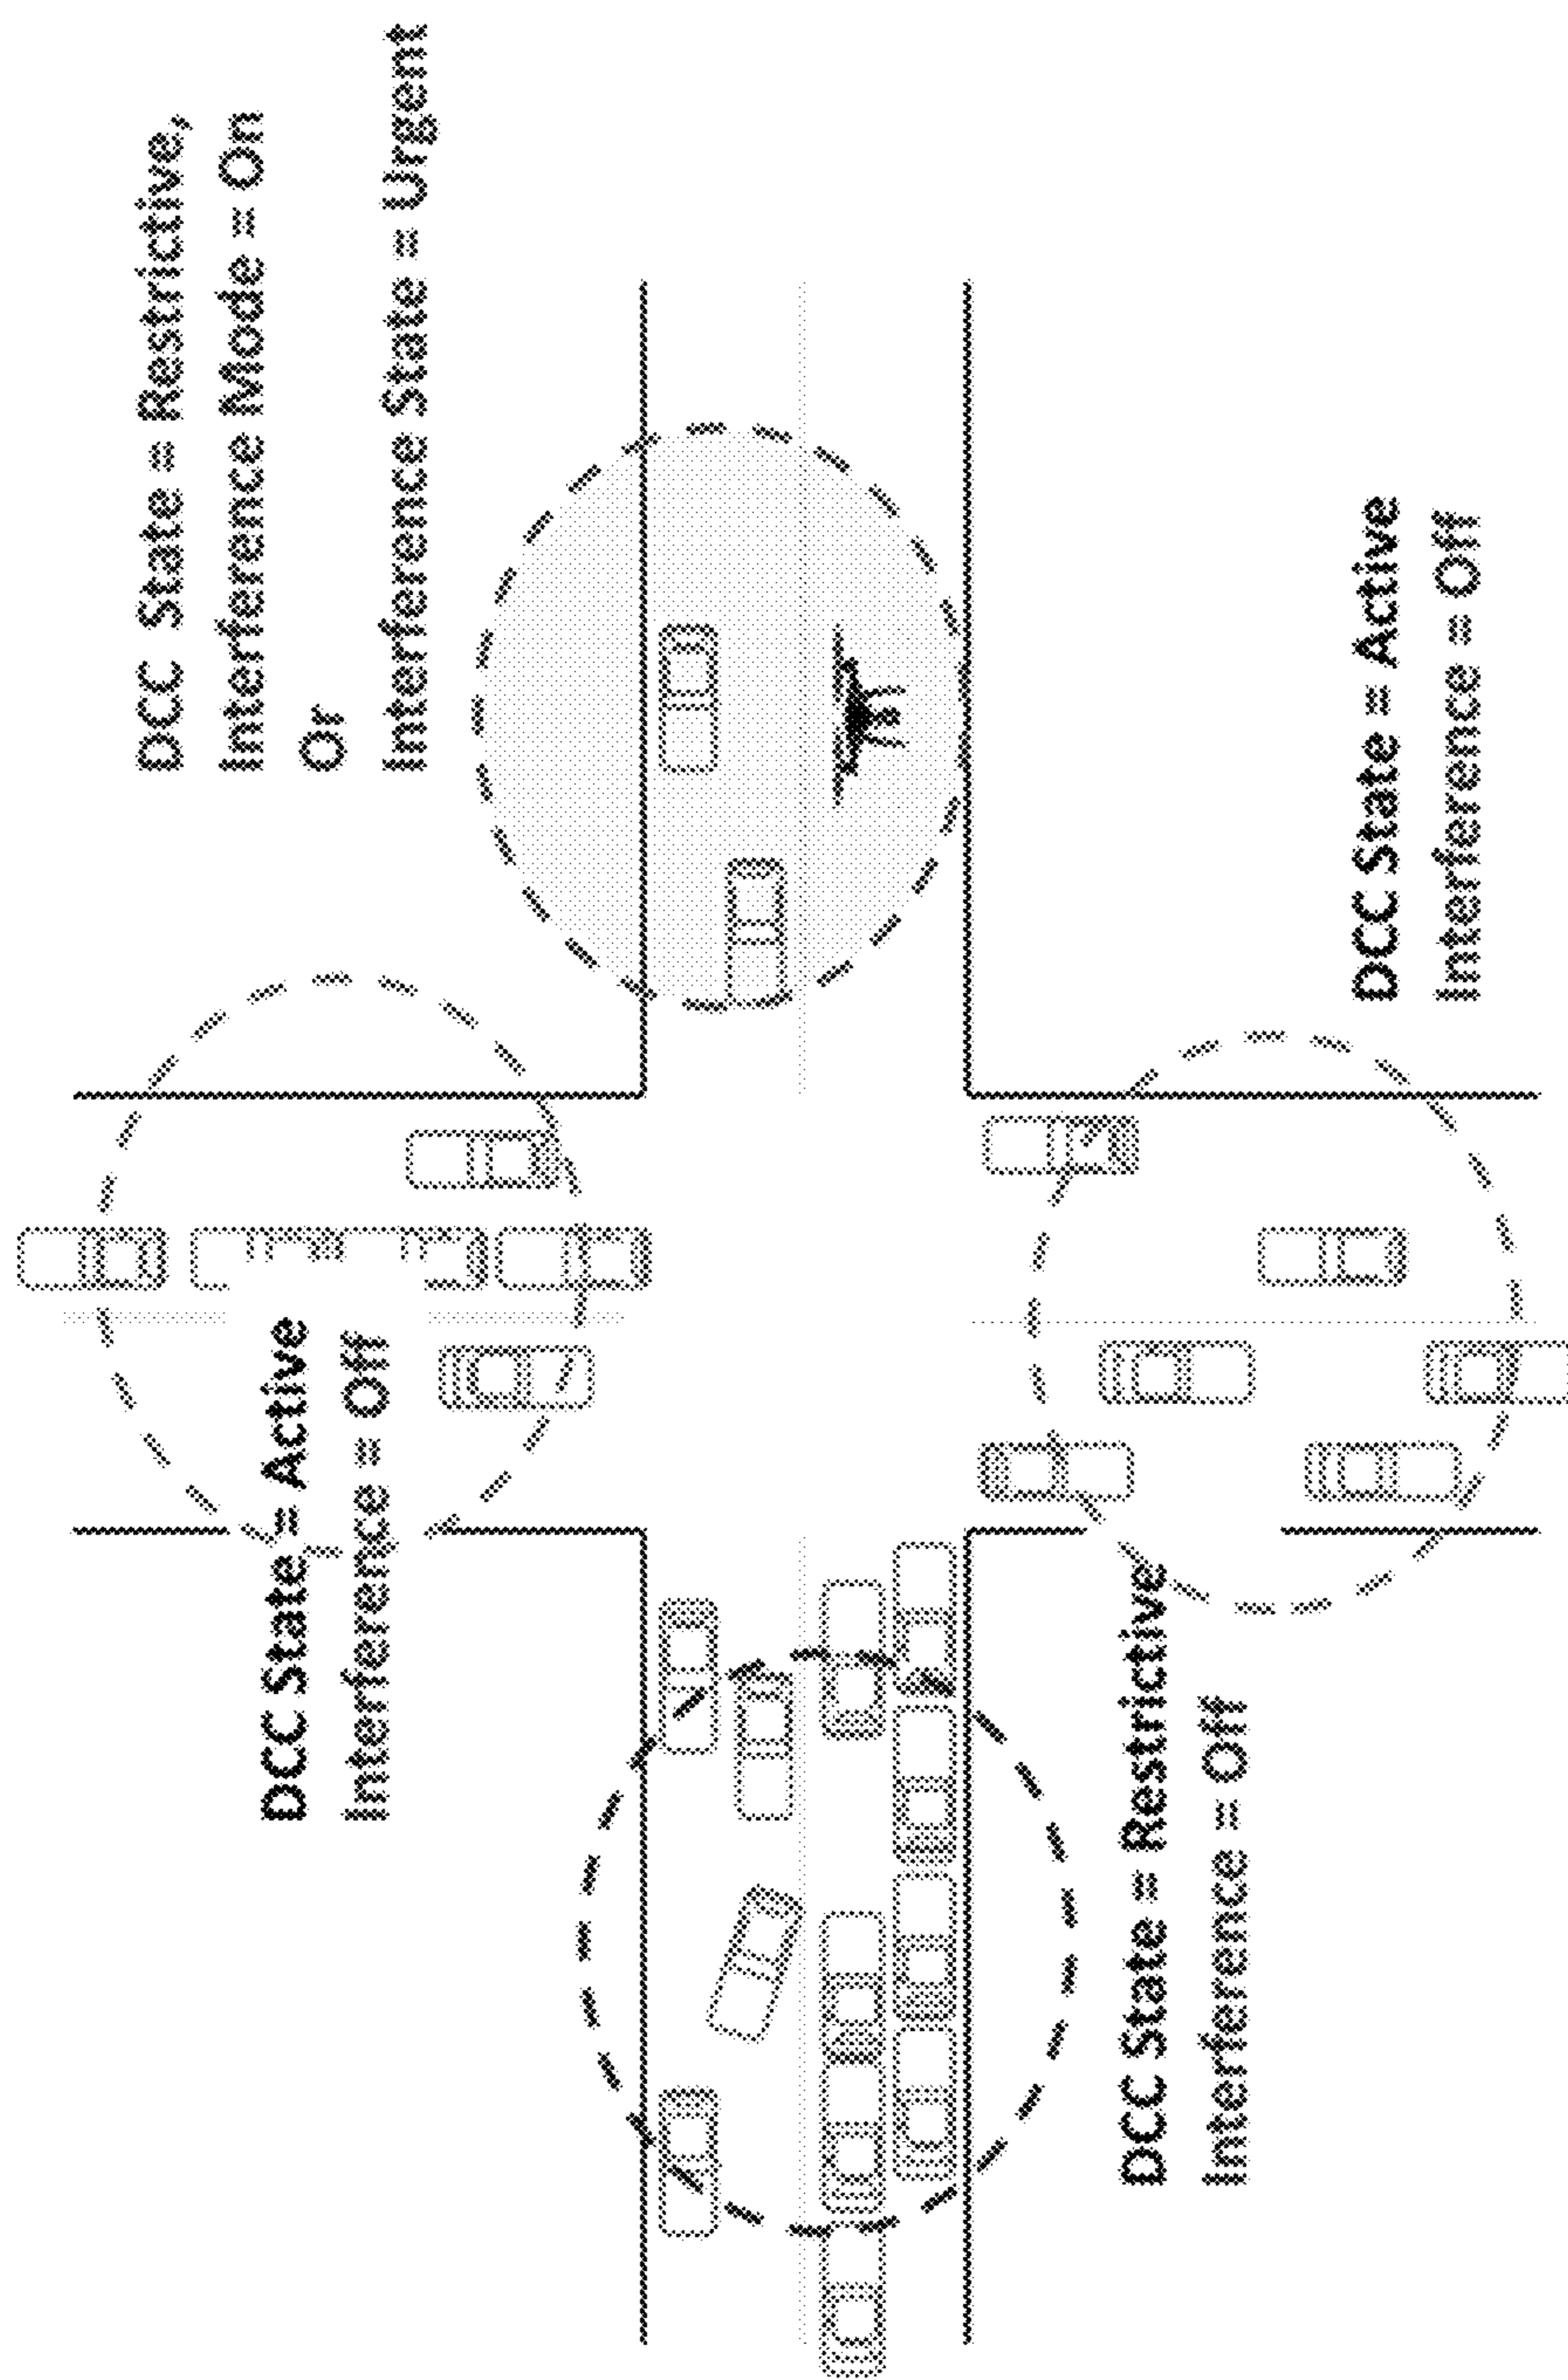 DCC State = Active
Interference = Off
DCC State = Restrictive,
Interference Mode = On
Or
Interference State = Urgent
DCC State = Restrictive
Interference = Off
DCC State = Active
Interference = Off